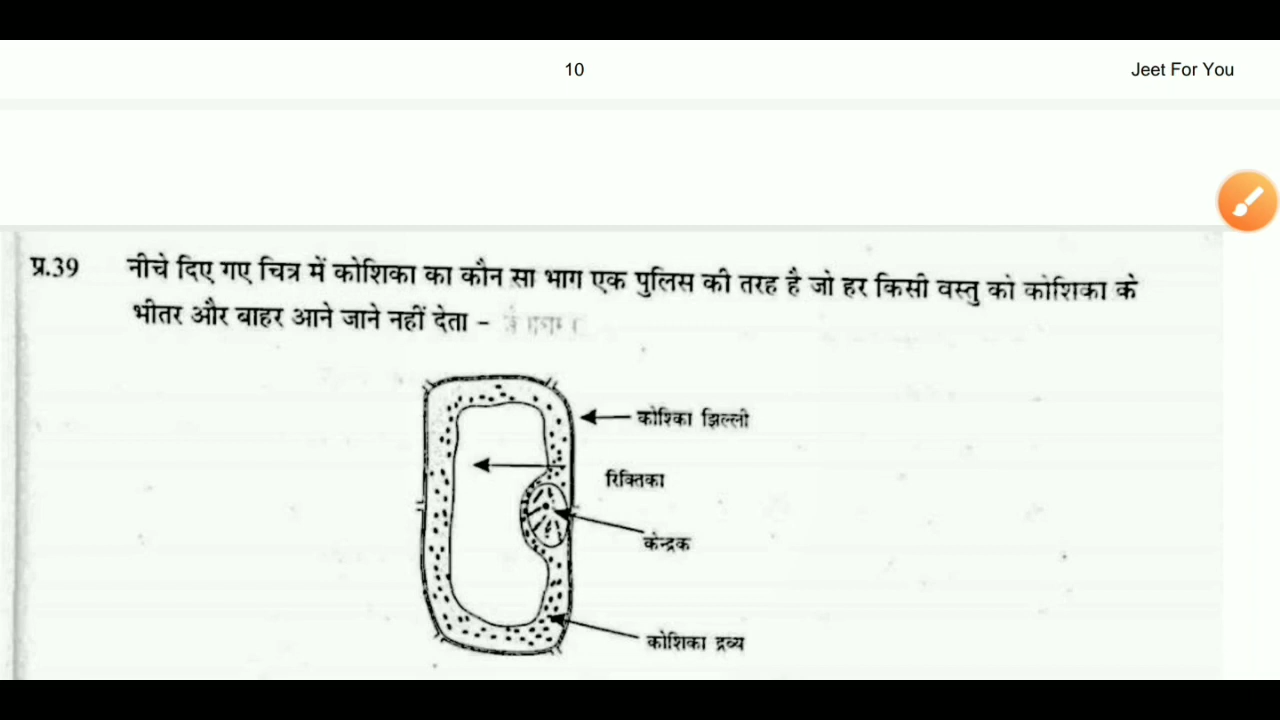 10
Jeet For You
प्र.39 नीचे दिए गए चित्र में कोशिका का कौन सा भाग एक पुलिस की तरह है जो हर किसी वस्तु को कोशिका के
भीतर और बाहर आने जाने नहीं देता –
कोश्िका झिल्ली
रिक्तिका
केन्द्रक
कोशिका द्रव्य